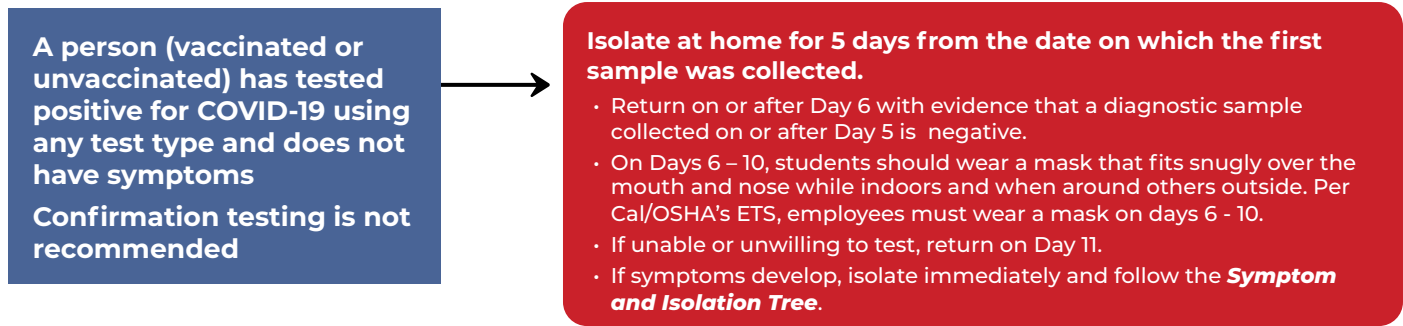 A person (vaccinated or
unvaccinated) has tested
positive for COVID-19 using
any test type and does not
have symptoms
Confirmation testing is not
recommended
Isolate at home for 5 days from the date on which the first
sample was collected.
• Return on or after Day 6 with evidence that a diagnostic sample
collected on or after Day 5 is negative.
• On Days 6 – 10, students should wear a mask that fits snugly over the
mouth and nose while indoors and when around others outside. Per
Cal/OSHA's ETS, employees must wear a mask on days 6 - 10.
• If unable or unwilling to test, return on Day 11.
• If symptoms develop, isolate immediately and follow the Symptom
and Isolation Tree.